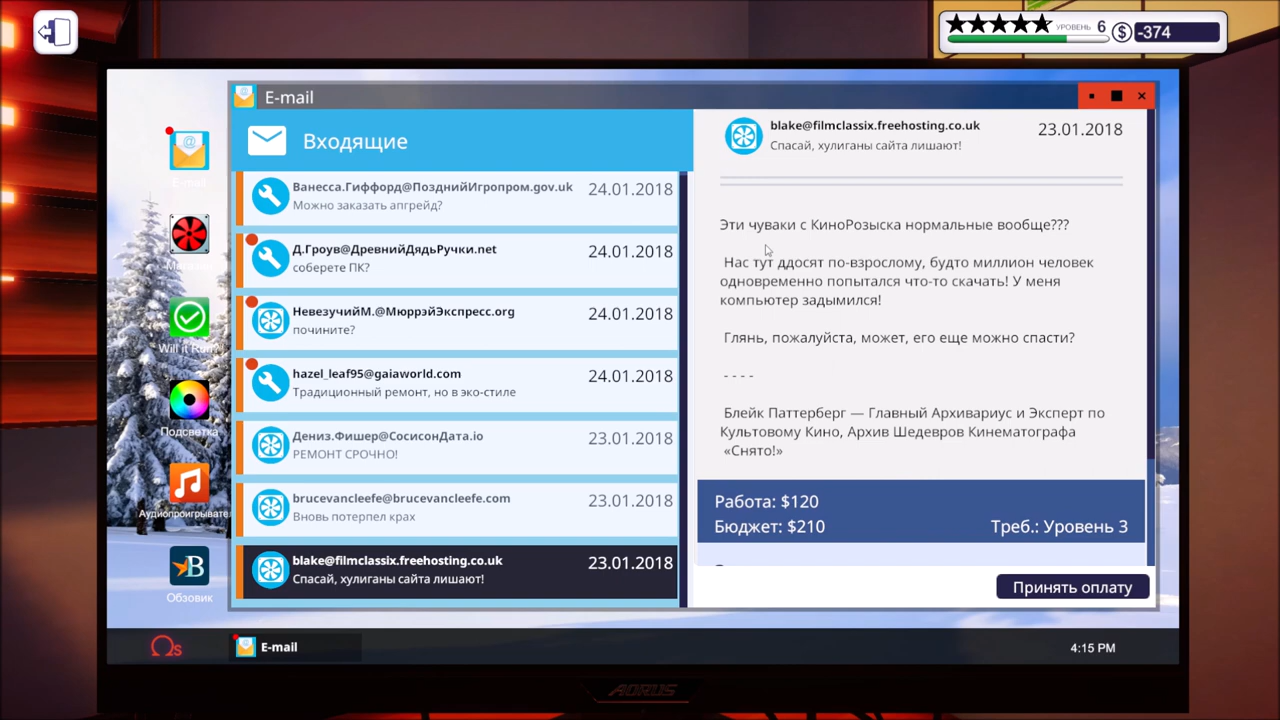 УРОВЕНЬ 6
$ -374
E-mail
Входящие
Ванесса.Гиффорд@ПозднийИгропром.gov.uk 24.01.2018
Можно заказать апгрейд?
Д.Гроув@ДревнийДядьРучки.net 24.01.2018
соберете ПК?
НевезучийМ.@МюррэйЭкспресс.org 24.01.2018
почините?
hazel_leaf95@gaiaworld.com 24.01.2018
Традиционный ремонт, но в эко-стиле
Дениз.Фишер@СосисонДата.io 23.01.2018
РЕМОНТ СРОЧНО!
brucevancleefe@brucevancleefe.com 23.01.2018
Вновь потерпел крах
blake@filmclassix.freehosting.co.uk 23.01.2018
Спасай, хулиганы сайта лишают!
blake@filmclassix.freehosting.co.uk 23.01.2018
Спасай, хулиганы сайта лишают!
Эти чуваки с КиноРозыска нормальные вообще???
Нас тут ддосят по-взрослому, будто миллион человек
одновременно попытался что-то скачать! У меня
компьютер задымился!
Глянь, пожалуйста, может, его еще можно спасти?
- - - -
Блейк Паттерберг — Главный Архивариус и Эксперт по
Культовому Кино, Архив Шедевров Кинематографа
«Снято!»
Работа: $120
Бюджет: $210 Треб.: Уровень 3
Принять оплату
E-mail
Will it Run?
Подсветка
Аудиопроигрывате
Обзовик
Ωs
E-mail
4:15 PM
AORUS